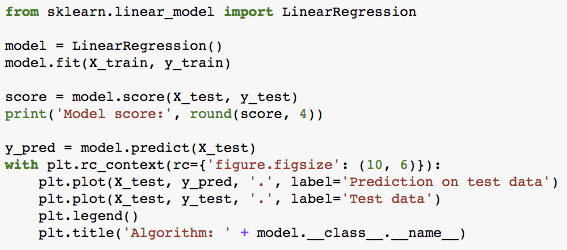 from sklearn.linear_model import LinearRegression
model = LinearRegression()
model.fit(X_train, y_train)
score = model.score(X_test, y_test)
print('Model score:', round(score, 4))
y_pred = model.predict(X_test)
with plt.rc_context(rc={'figure.figsize': (10, 6)}):
    plt.plot(X_test, y_pred, '.', label='Prediction on test data')
    plt.plot(X_test, y_test, '.', label='Test data')
    plt.legend()
    plt.title('Algorithm: ' + model.__class__.__name__)